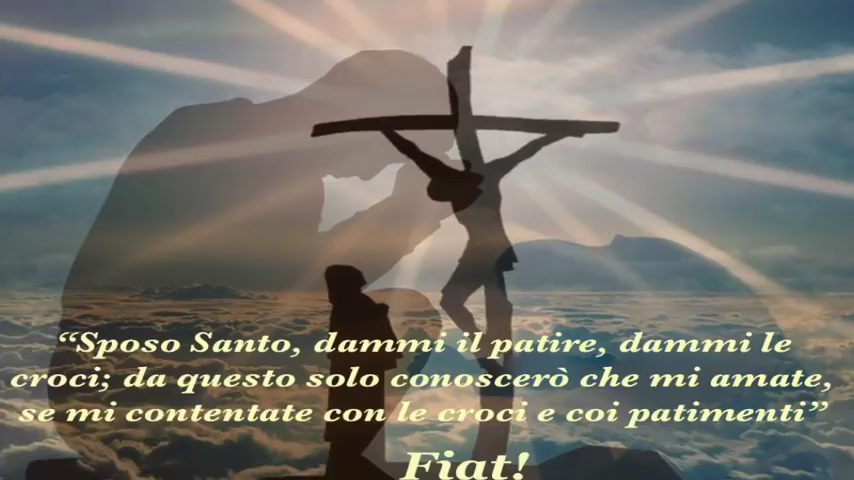 “Sposo Santo, dammi il patire, dammi le
croci; da questo solo conoscerò che mi amate,
se mi contentate con le croci e coi patimenti”
Fiat!